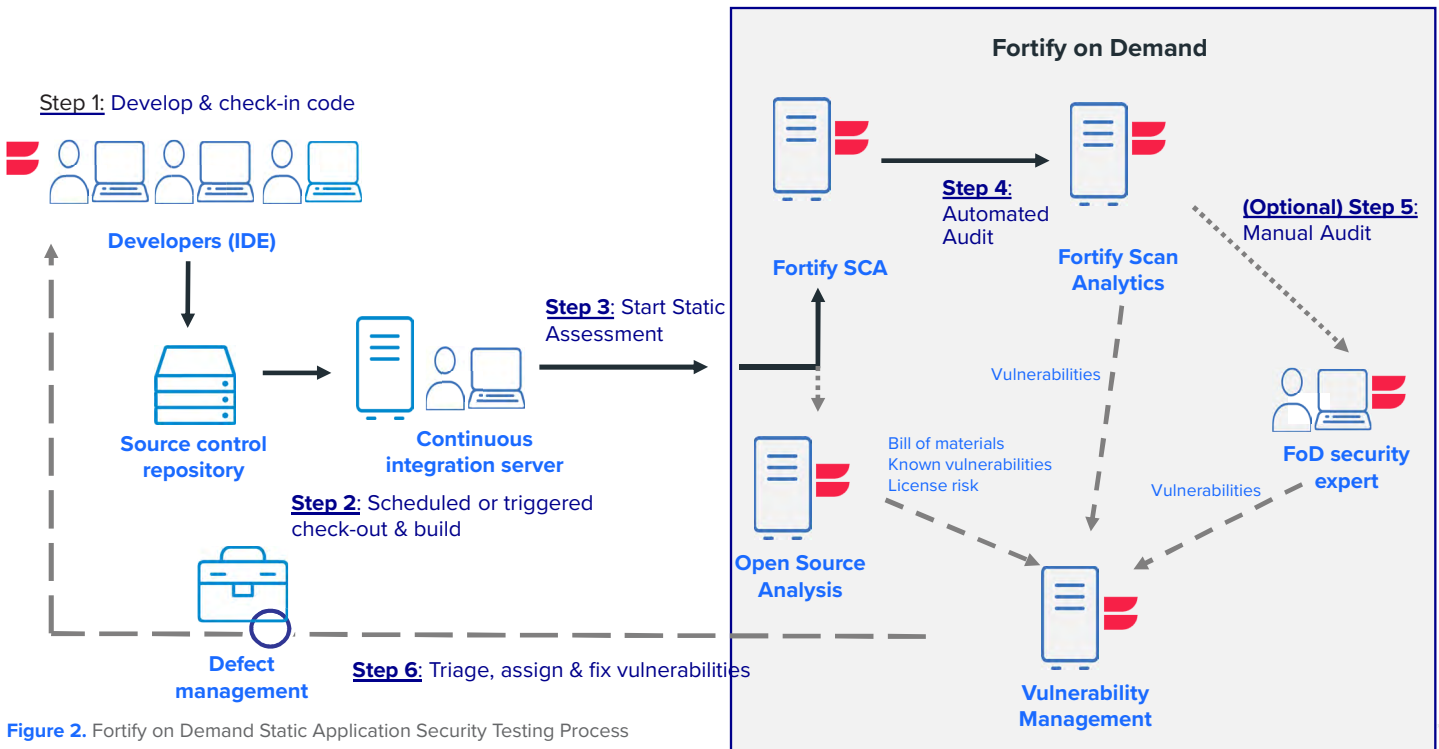 Fortify on Demand
Step 1: Develop & check-in code
Developers (IDE)
Source control
repository
Continuous
integration server
Step 2: Scheduled or triggered
check-out & build
Step 3: Start Static
Assessment
Fortify SCA
Step 4:
Automated
Audit
Fortify Scan
Analytics
(Optional) Step 5:
Manual Audit
Vulnerabilities
FoD security
expert
Vulnerabilities
Bill of materials
Known vulnerabilities
License risk
Open Source
Analysis
Vulnerability
Management
Defect
management
Step 6: Triage, assign & fix vulnerabilities
Figure 2. Fortify on Demand Static Application Security Testing Process